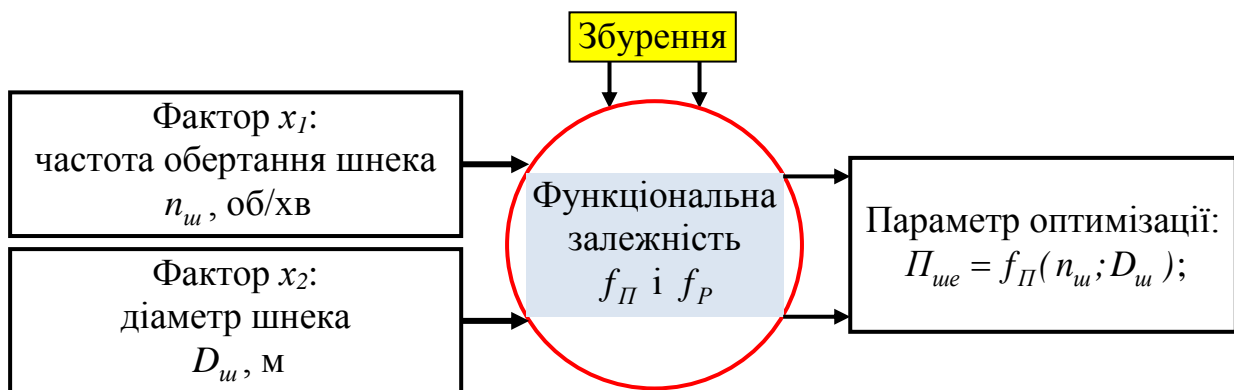 Збурення
Фактор x₁:
частота обертання шнека
nш , об/хв
Фактор x₂:
діаметр шнека
Dш , м
Функціональна
залежність
fП і fР
Параметр оптимізації:
Пше = fП( nш ; Dш );